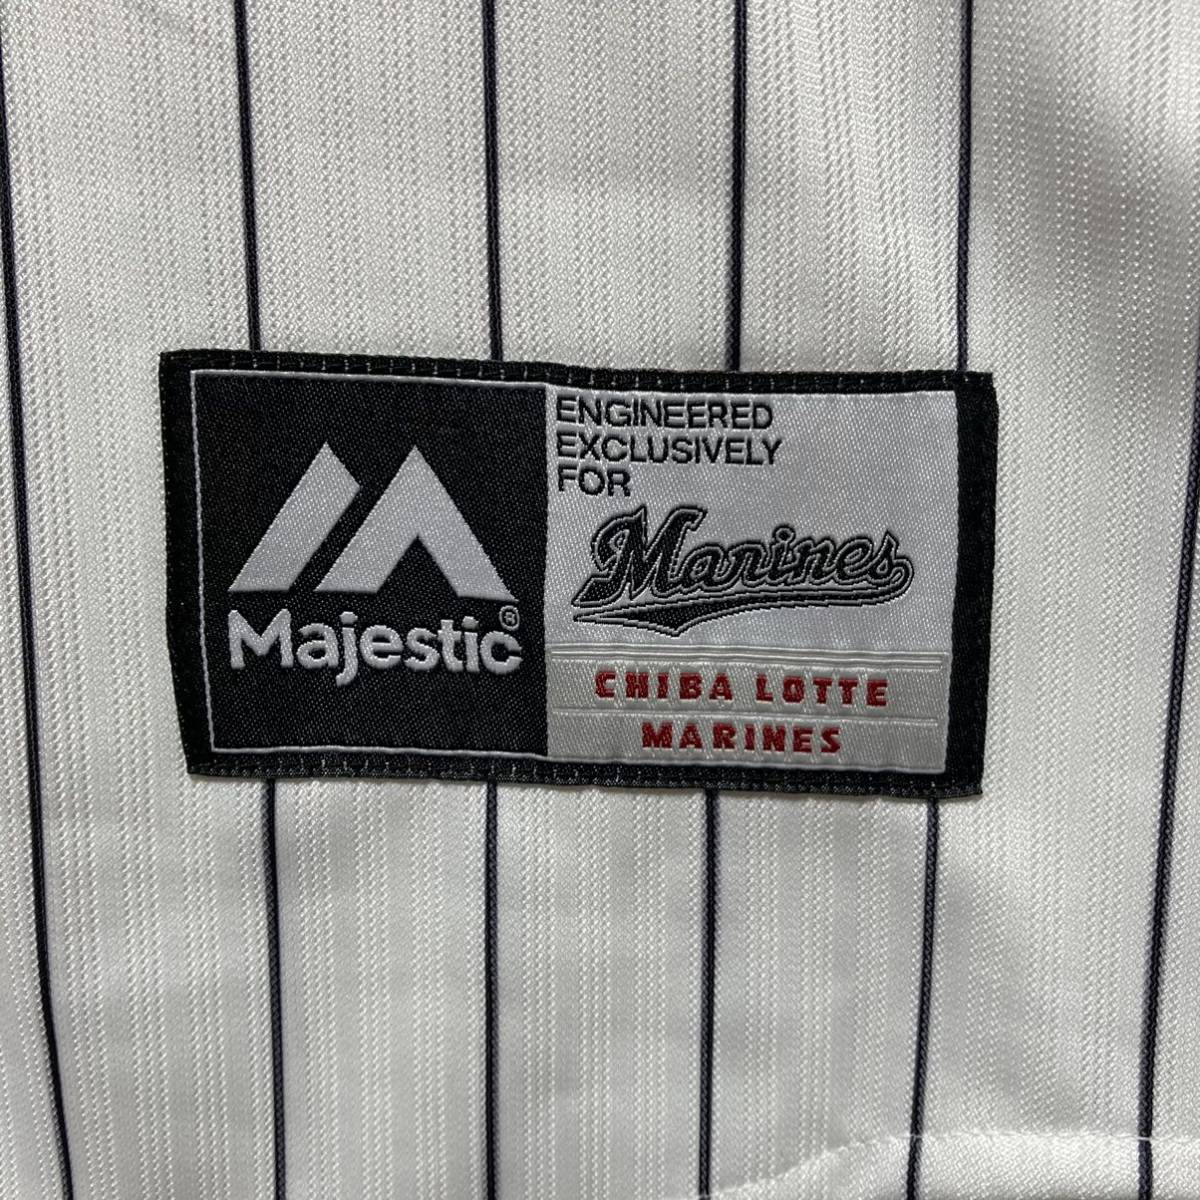 Majestic®
ENGINEERED
EXCLUSIVELY
FOR
Marines
CHIBA LOTTE
MARINES